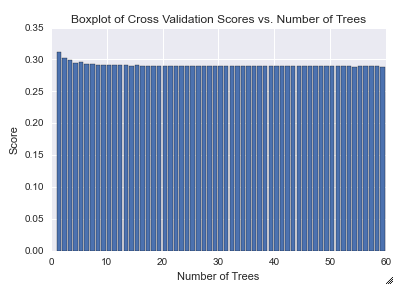 Boxplot of Cross Validation Scores vs. Number of Trees
0.35
0.30
0.25
0.20
0.15
0.10
0.05
0.00
Score
0 10 20 30 40 50 60
Number of Trees